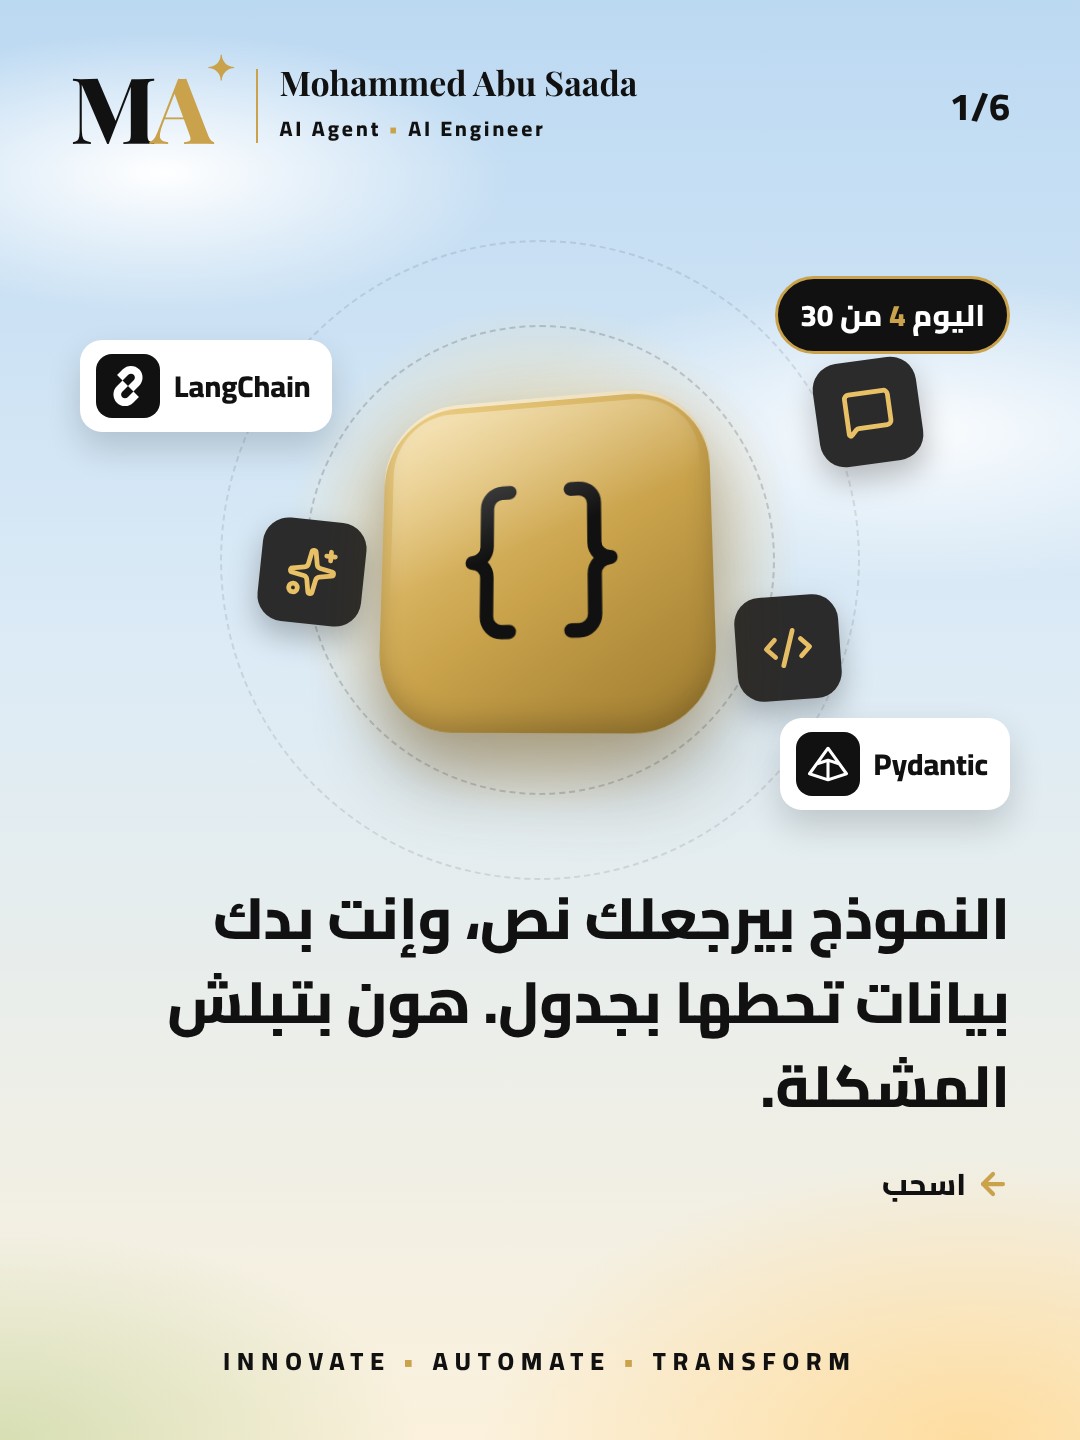 MA
Mohammed Abu Saada
AI Agent ▪ AI Engineer
1/6
اليوم 4 من 30
LangChain
{ }
</>
Pydantic
النموذج بيرجعلك نص، وإنت بدك
بيانات تحطها بجدول. هون بتبلش
المشكلة.
← اسحب
INNOVATE ▪ AUTOMATE ▪ TRANSFORM